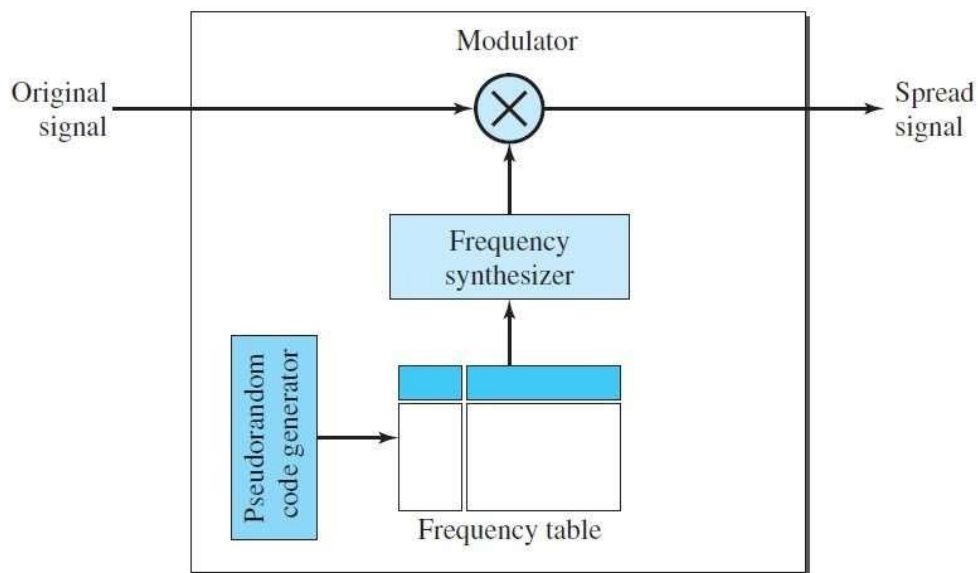 Modulator
Original
signal
Spread
signal
Frequency
synthesizer
Pseudorandom
code generator
Frequency table